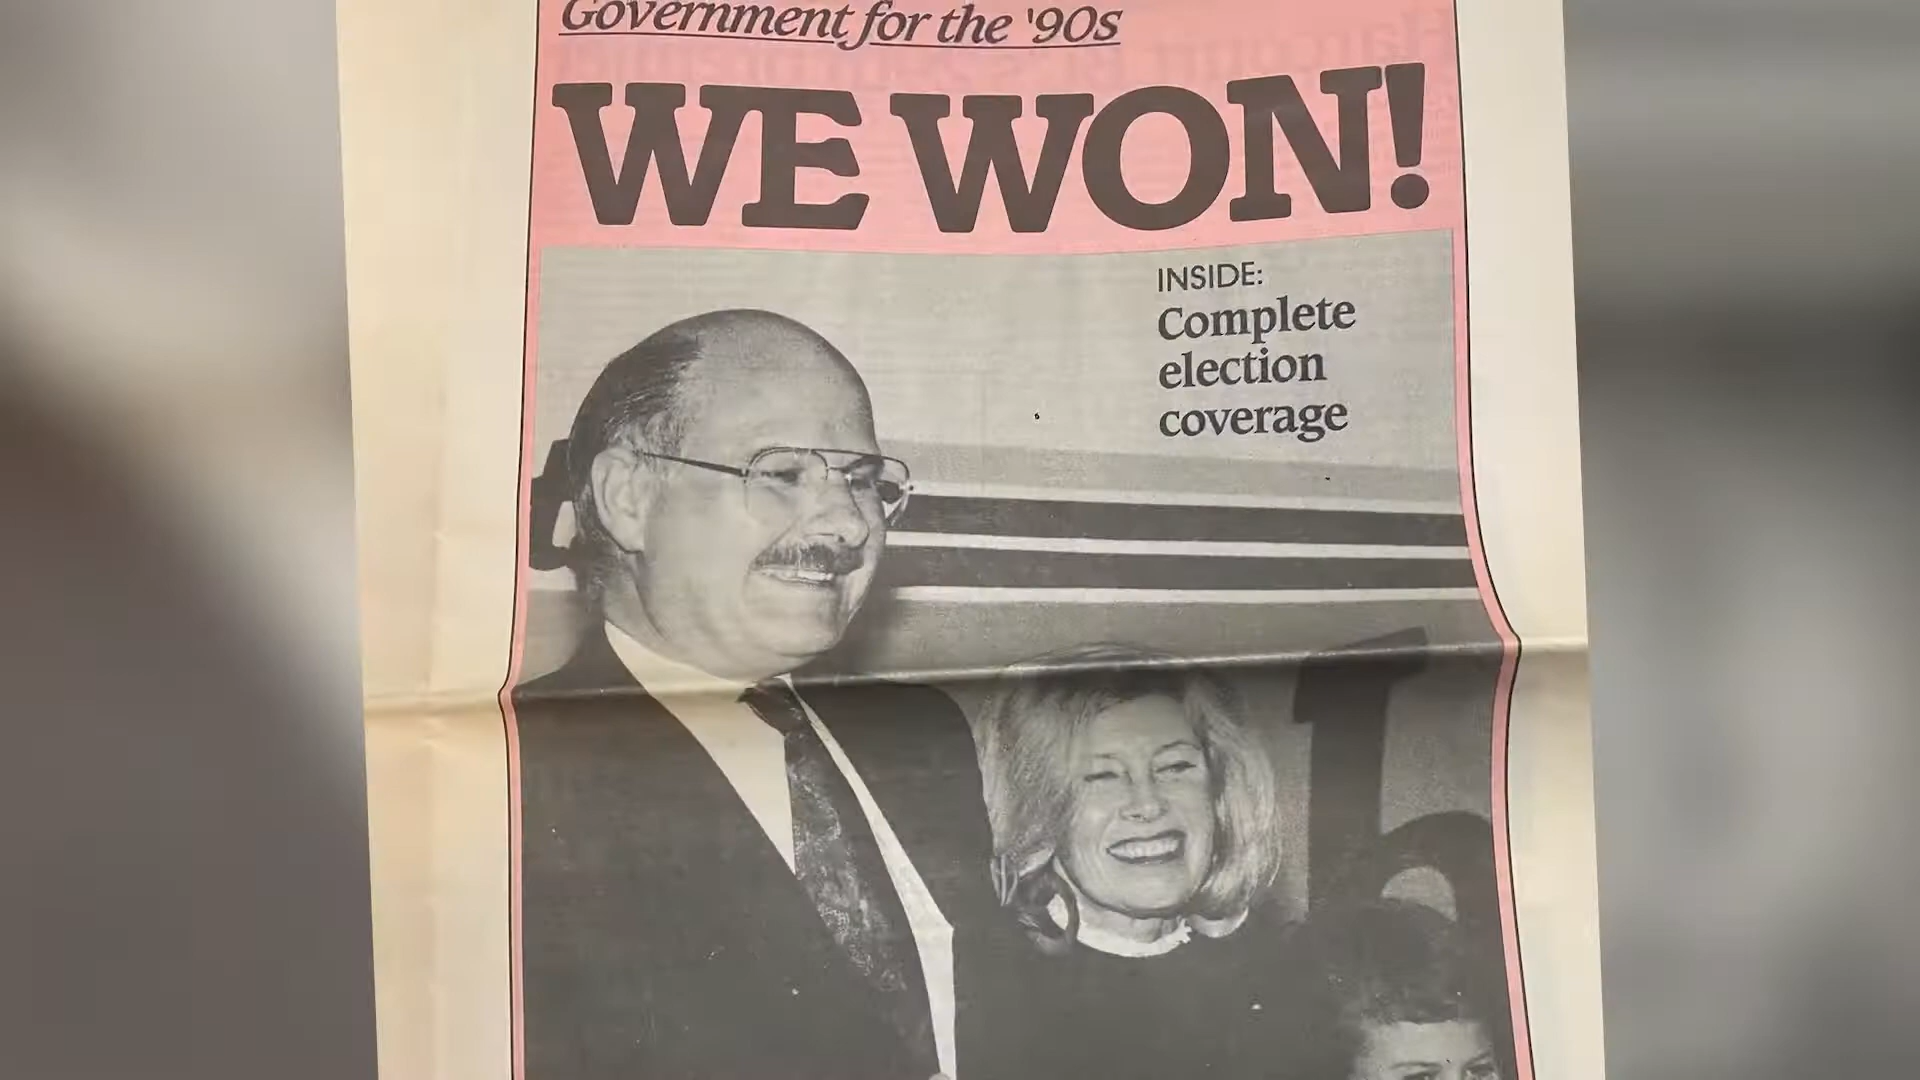 Government for the '90s
WE WON!
INSIDE:
Complete
election
coverage